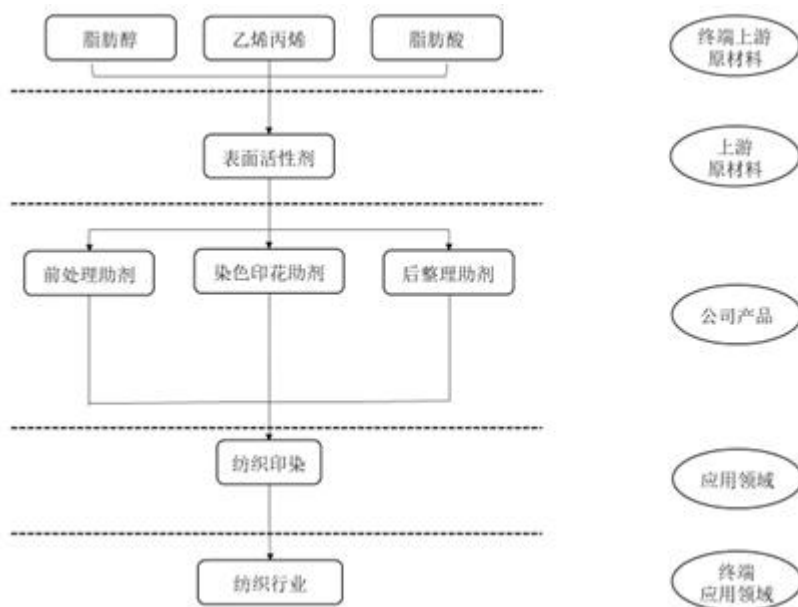 脂肪醇
乙烯丙烯
脂肪酸
终端上游
原材料
表面活性剂
上游
原材料
前处理助剂
染色印花助剂
后整理助剂
公司产品
纺织印染
应用领域
纺织行业
终端
应用领域